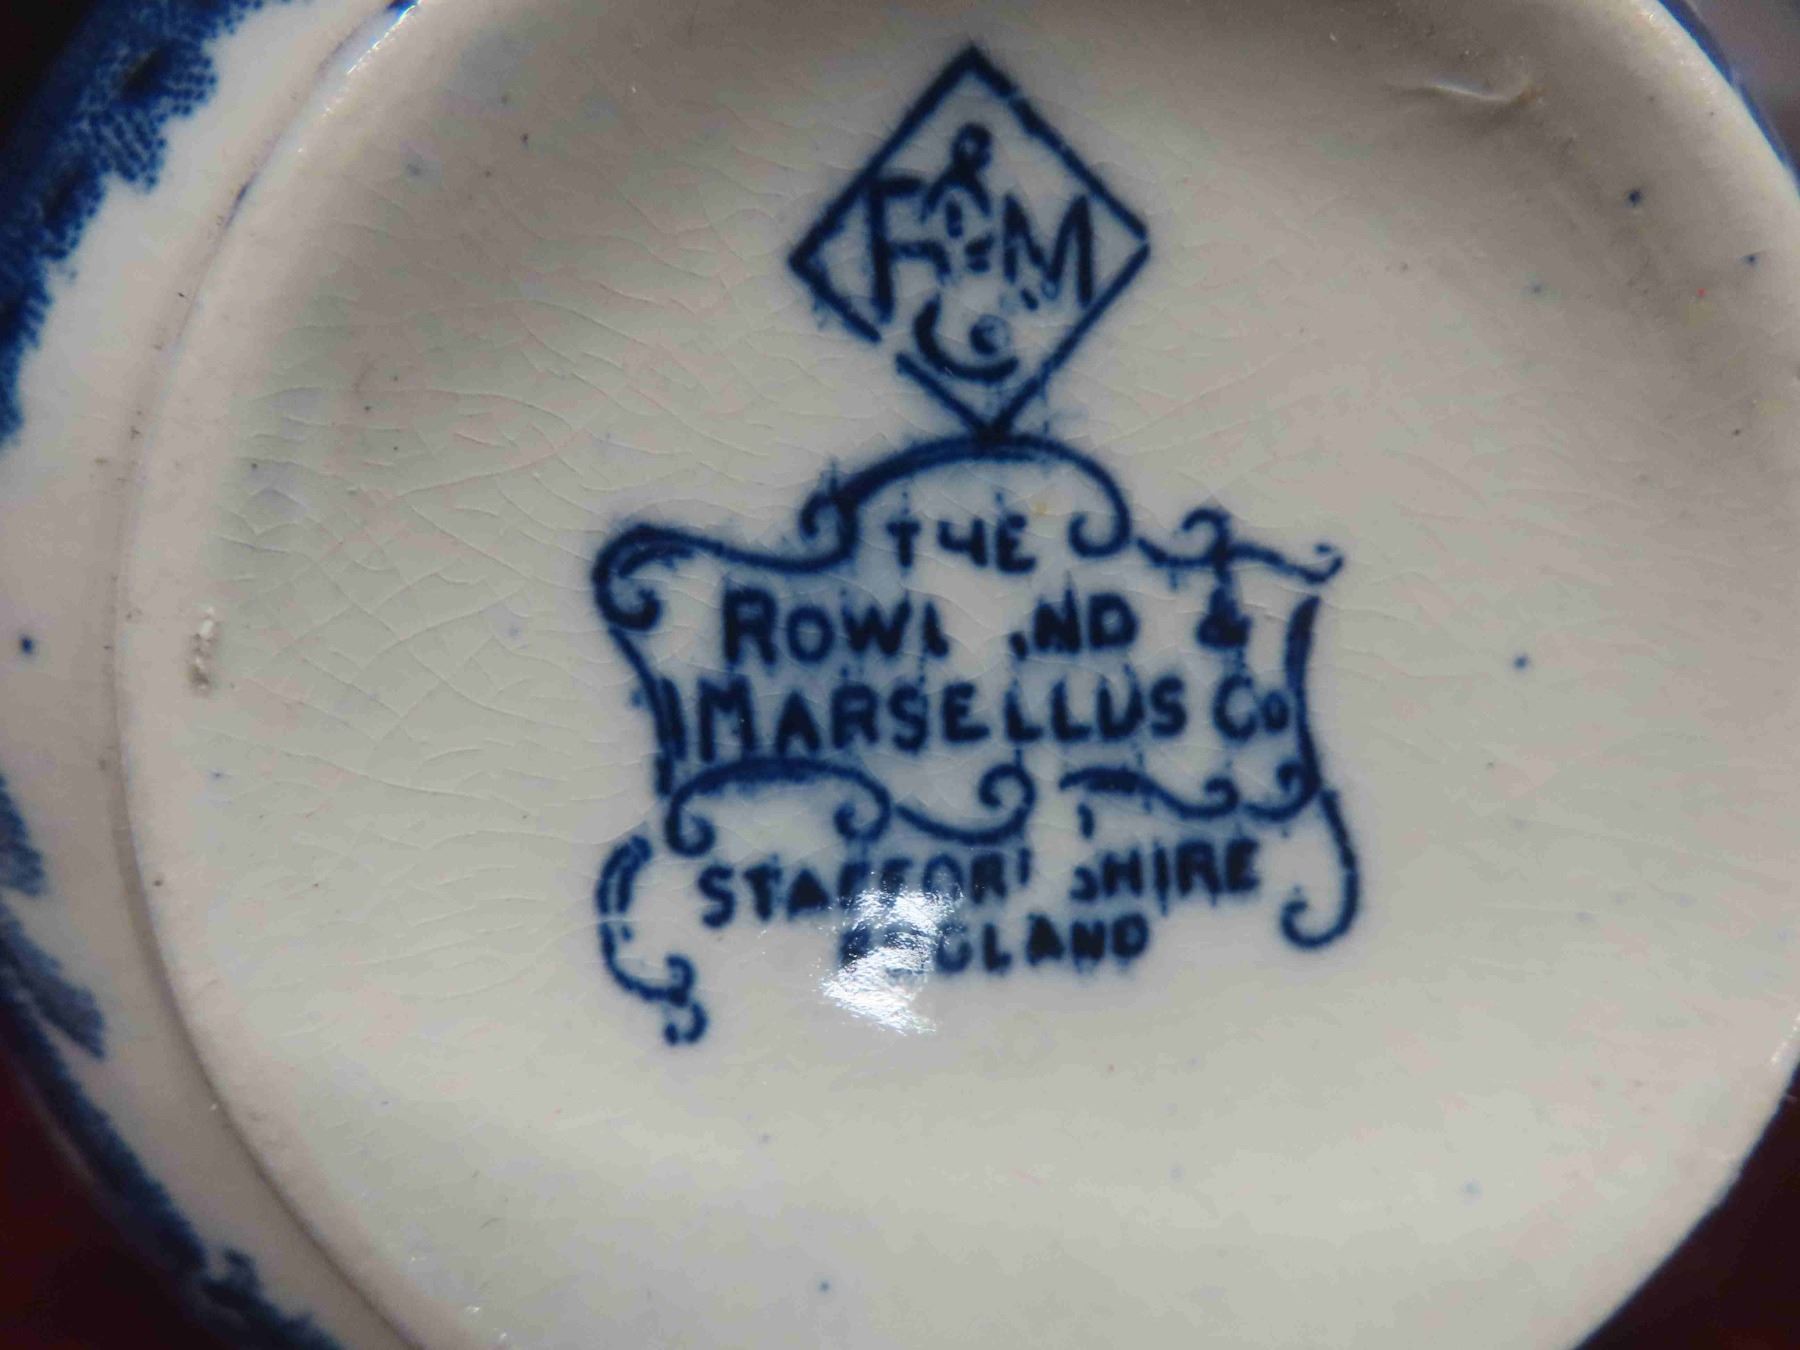 &
R & M
Co
THE
ROWLAND &
MARSELLUS Co
STAFFORDSHIRE
ENGLAND